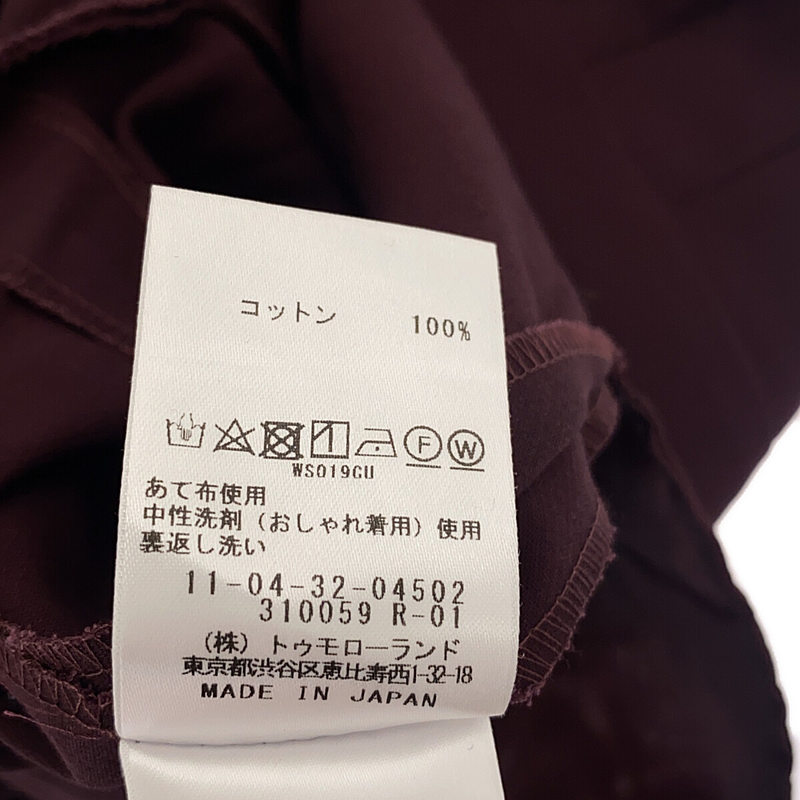 コットン 100%
F W
WS019GU
あて布使用
中性洗剤（おしゃれ着用）使用
裏返し洗い
11-04-32-04502
310059 R-01
（株）トゥモローランド
東京都渋谷区恵比寿西1-32-18
MADE IN JAPAN